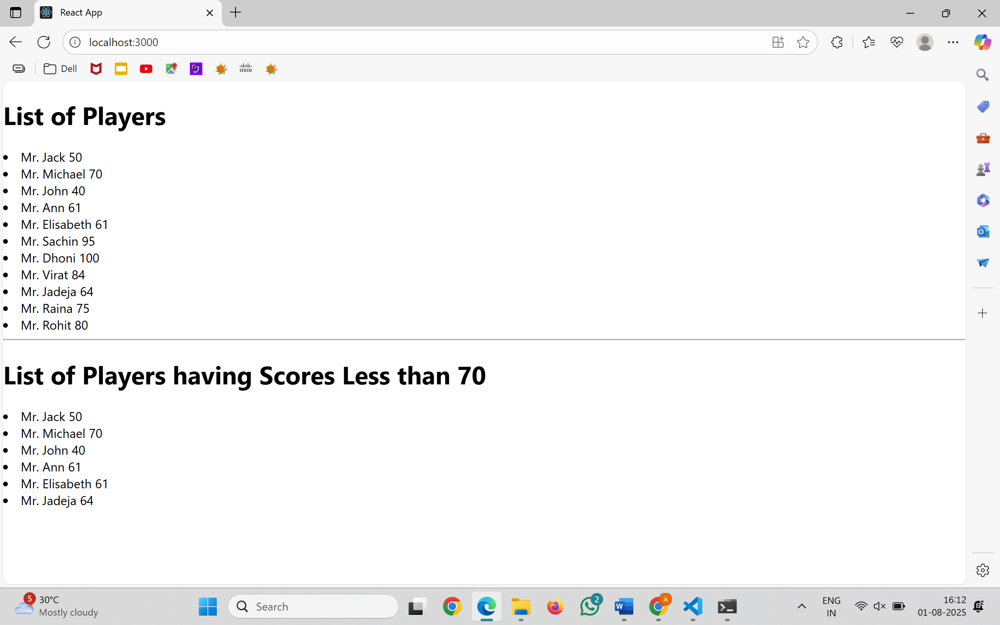 React App
localhost:3000
Dell
cisco
List of Players
Mr. Jack 50
Mr. Michael 70
Mr. John 40
Mr. Ann 61
Mr. Elisabeth 61
Mr. Sachin 95
Mr. Dhoni 100
Mr. Virat 84
Mr. Jadeja 64
Mr. Raina 75
Mr. Rohit 80
List of Players having Scores Less than 70
Mr. Jack 50
Mr. Michael 70
Mr. John 40
Mr. Ann 61
Mr. Elisabeth 61
Mr. Jadeja 64
5
30°C
Mostly cloudy
Search
2
W
A
ENG
IN
16:12
01-08-2025